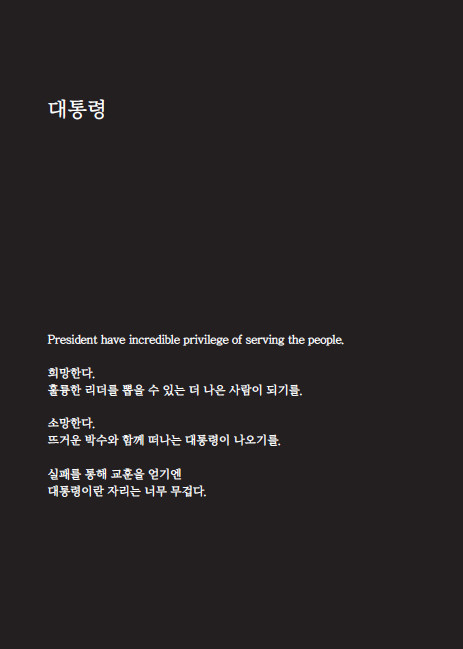 대통령
President have incredible privilege of serving the people.
희망한다.
훌륭한 리더를 뽑을 수 있는 더 나은 사람이 되기를.
소망한다.
뜨거운 박수와 함께 떠나는 대통령이 나오기를.
실패를 통해 교훈을 얻기엔
대통령이란 자리는 너무 무겁다.